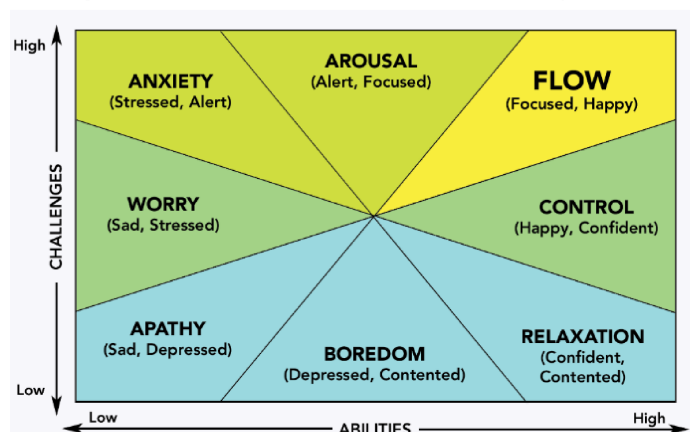 High
CHALLENGES
Low
ANXIETY
(Stressed, Alert)
AROUSAL
(Alert, Focused)
FLOW
(Focused, Happy)
WORRY
(Sad, Stressed)
CONTROL
(Happy, Confident)
APATHY
(Sad, Depressed)
BOREDOM
(Depressed, Contented)
RELAXATION
(Confident,
Contented)
Low
ABILITIES
High